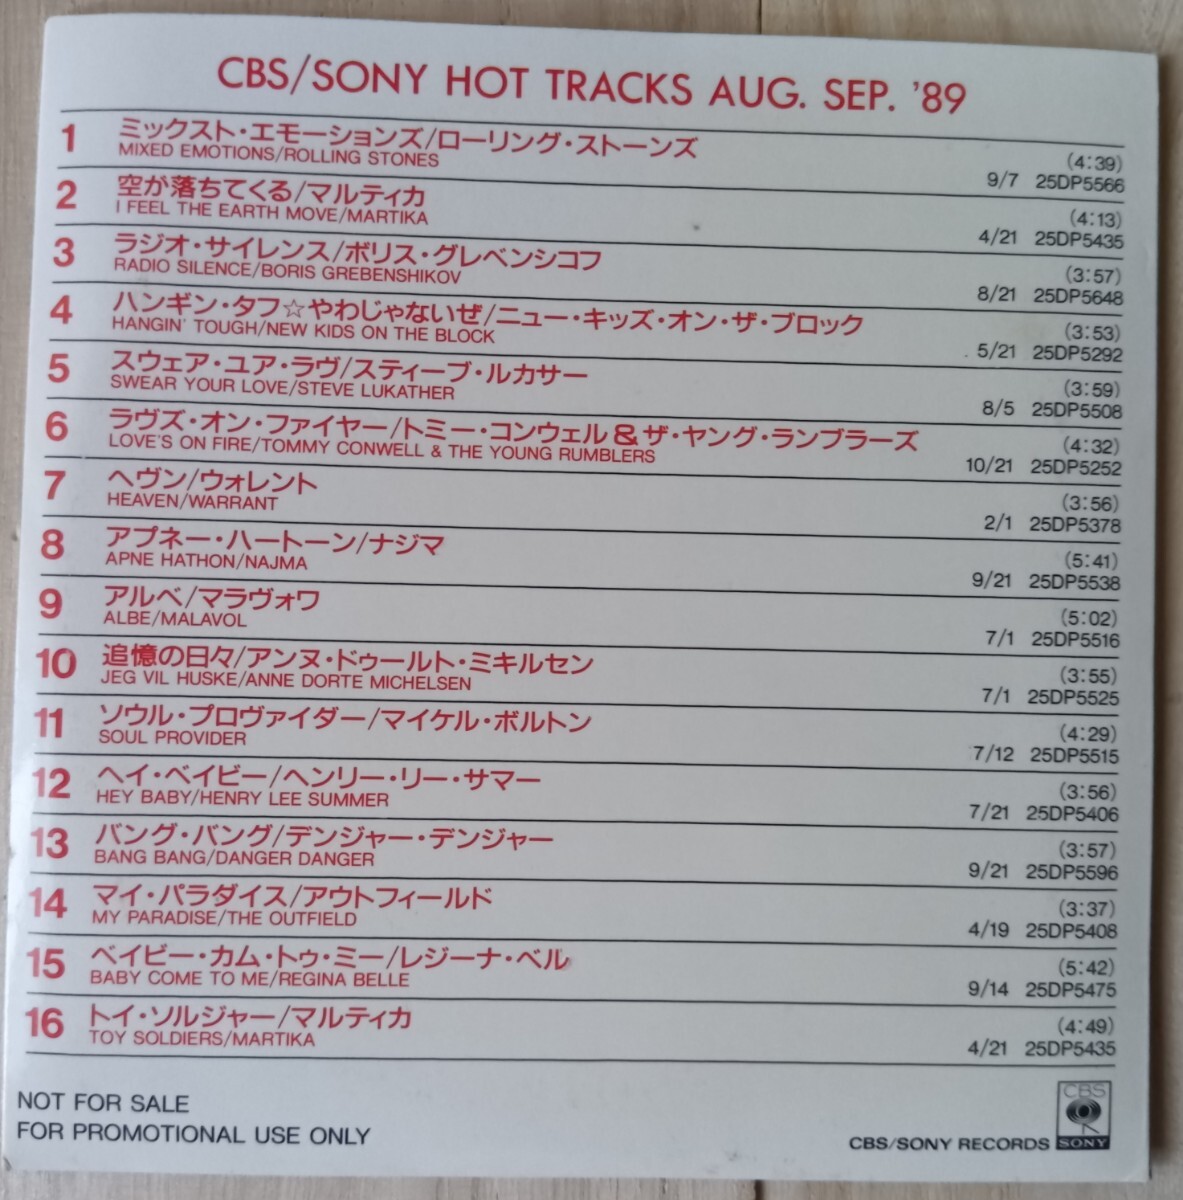 CBS/SONY HOT TRACKS AUG. SEP. '89
1 ミックスト・エモーションズ/ローリング・ストーンズ
MIXED EMOTIONS/ROLLING STONES
(4:39)
9/7 25DP5566
2 空が落ちてくる/マルティカ
I FEEL THE EARTH MOVE/MARTIKA
(4:13)
4/21 25DP5435
3 ラジオ・サイレンス/ボリス・グレベンシコフ
RADIO SILENCE/BORIS GREBENSHIKOV
(3:57)
8/21 25DP5648
4 ハンギン・タフ☆やわじゃないぜ/ニュー・キッズ・オン・ザ・ブロック
HANGIN' TOUGH/NEW KIDS ON THE BLOCK
(3:53)
5/21 25DP5292
5 スウェア・ユア・ラヴ/スティーブ・ルカサー
SWEAR YOUR LOVE/STEVE LUKATHER
(3:59)
8/5 25DP5508
6 ラヴズ・オン・ファイヤー/トミー・コンウェル&ザ・ヤング・ランブラーズ
LOVE'S ON FIRE/TOMMY CONWELL & THE YOUNG RUMBLERS
(4:32)
10/21 25DP5252
7 ヘヴン/ウォレント
HEAVEN/WARRANT
(3:56)
2/1 25DP5378
8 アプネー・ハートーン/ナジマ
APNE HATHON/NAJMA
(5:41)
9/21 25DP5538
9 アルベ/マラヴォワ
ALBE/MALAVOL
(5:02)
7/1 25DP5516
10 追憶の日々/アンヌ・ドゥールト・ミキルセン
JEG VIL HUSKE/ANNE DORTE MICHELSEN
(3:55)
7/1 25DP5525
11 ソウル・プロヴァイダー/マイケル・ボルトン
SOUL PROVIDER
(4:29)
7/12 25DP5515
12 ヘイ・ベイビー/ヘンリー・リー・サマー
HEY BABY/HENRY LEE SUMMER
(3:56)
7/21 25DP5406
13 バング・バング/デンジャー・デンジャー
BANG BANG/DANGER DANGER
(3:57)
9/21 25DP5596
14 マイ・パラダイス/アウトフィールド
MY PARADISE/THE OUTFIELD
(3:37)
4/19 25DP5408
15 ベイビー・カム・トゥ・ミー/レジーナ・ベル
BABY COME TO ME/REGINA BELLE
(5:42)
9/14 25DP5475
16 トイ・ソルジャー/マルティカ
TOY SOLDIERS/MARTIKA
(4:49)
4/21 25DP5435
NOT FOR SALE
FOR PROMOTIONAL USE ONLY
CBS/SONY RECORDS
CBS
SONY